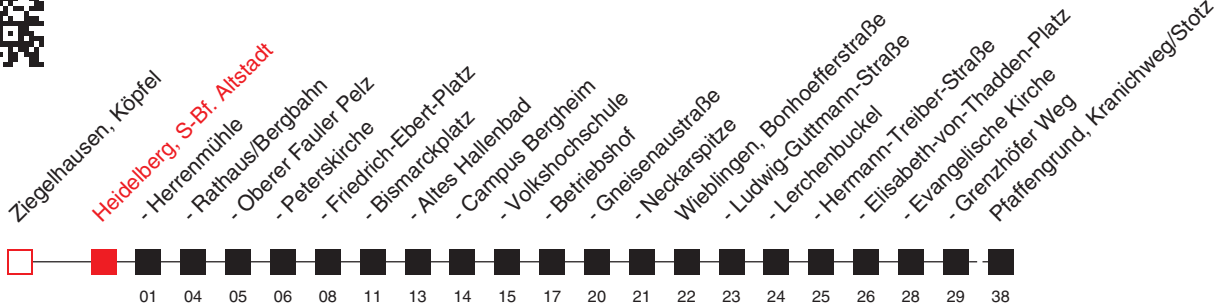 Ziegelhausen, Köpfel
Heidelberg, S-Bf. Altstadt
- Herrenmühle
- Rathaus/Bergbahn
- Oberer Fauler Pelz
- Peterskirche
- Friedrich-Ebert-Platz
- Bismarckplatz
- Altes Hallenbad
- Campus Bergheim
- Volkshochschule
- Betriebshof
- Gneisenaustraße
- Neckarspitze
Wieblingen, Bonhoefferstraße
- Ludwig-Guttmann-Straße
- Lerchenbuckel
- Hermann-Treiber-Straße
- Elisabeth-von-Thadden-Platz
- Evangelische Kirche
- Grenzhöfer Weg
Pfaffengrund, Kranichweg/Stotz
01 04 05 06 08 11 13 14 15 17 20 21 22 23 24 25 26 28 29 38